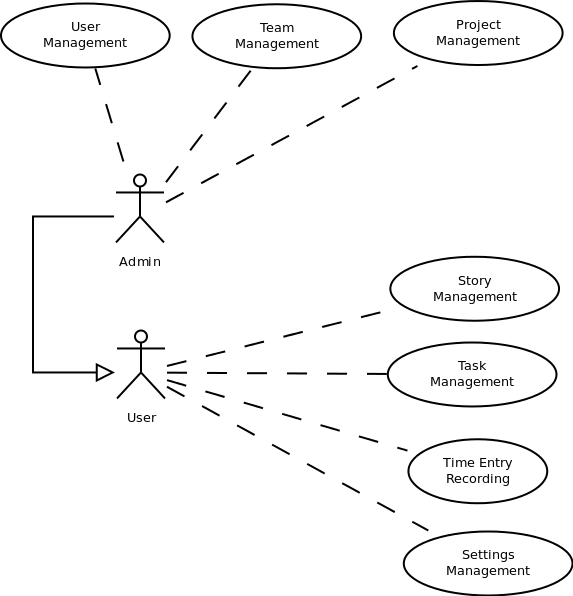 User
Management
Team
Management
Project
Management
Admin
Story
Management
Task
Management
User
Time Entry
Recording
Settings
Management